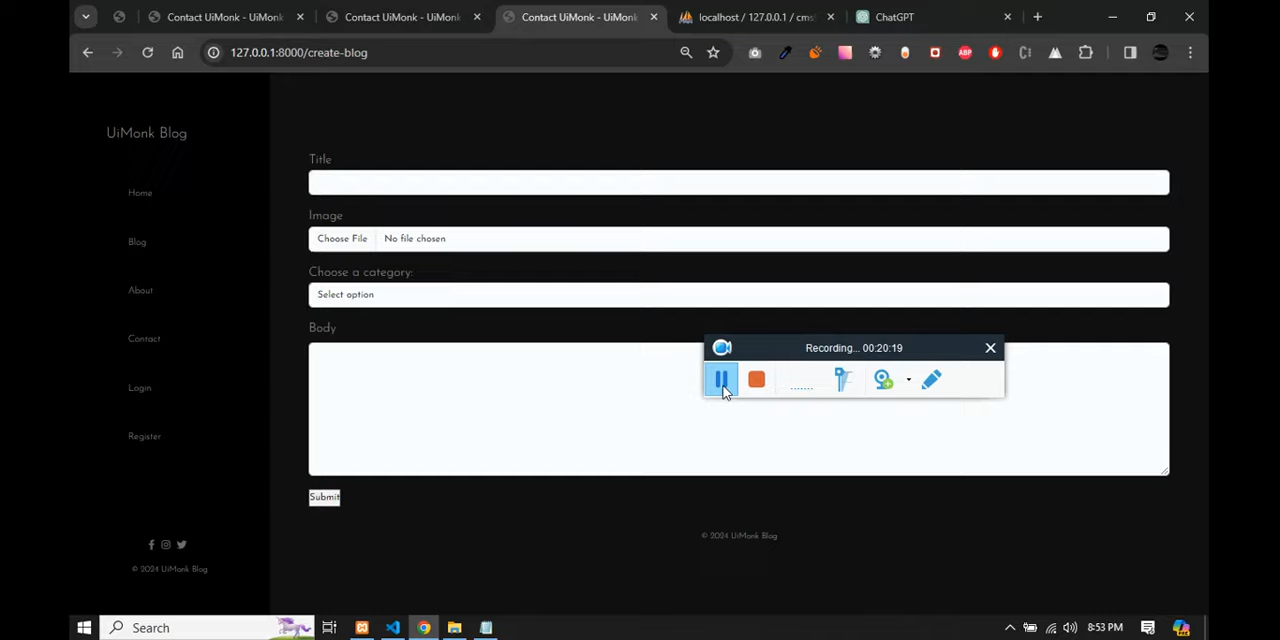 Contact UiMonk - UiMonk
Contact UiMonk - UiMonk
Contact UiMonk - UiMonk
localhost / 127.0.0.1 / cms
ChatGPT
127.0.0.1:8000/create-blog
ABP
UiMonk Blog
Home
Blog
About
Contact
Login
Register
© 2024 UiMonk Blog
Title
Image
Choose File No file chosen
Choose a category:
Select option
Body
Recording... 00:20:19
Submit
© 2024 UiMonk Blog
Search
8:53 PM